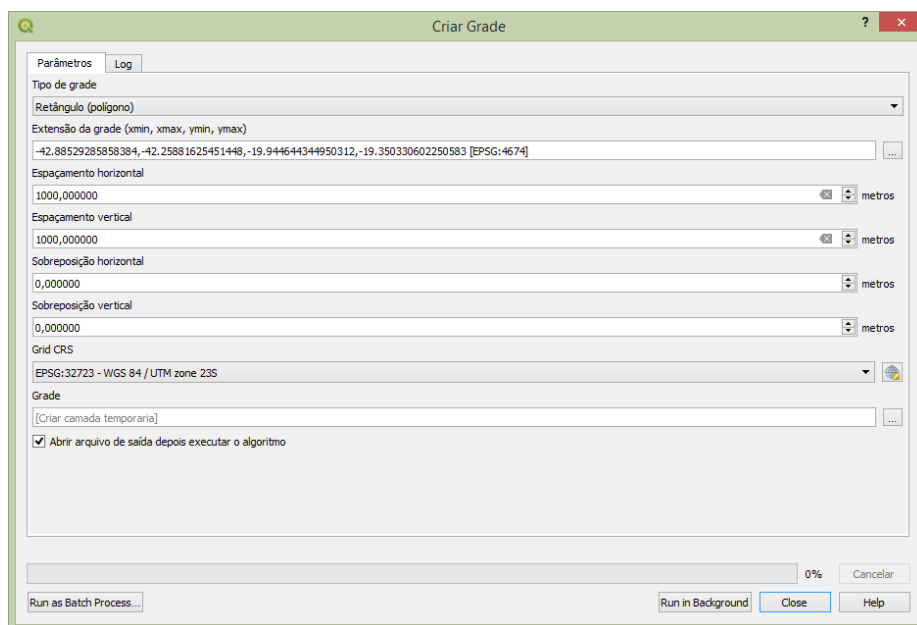 Criar Grade
Parâmetros
Log
Tipo de grade
Retângulo (polígono)
Extensão da grade (xmin, xmax, ymin, ymax)
-42.88529285858384,-42.25881625451448,-19.944644344950312,-19.350330602250583 [EPSG:4674]
...
Espaçamento horizontal
1000,000000 metros
Espaçamento vertical
1000,000000 metros
Sobreposição horizontal
0,000000 metros
Sobreposição vertical
0,000000 metros
Grid CRS
EPSG:32723 - WGS 84 / UTM zone 23S
Grade
[Criar camada temporaria]
...
Abrir arquivo de saída depois executar o algoritmo
0% Cancelar
Run as Batch Process... Run in Background Close Help